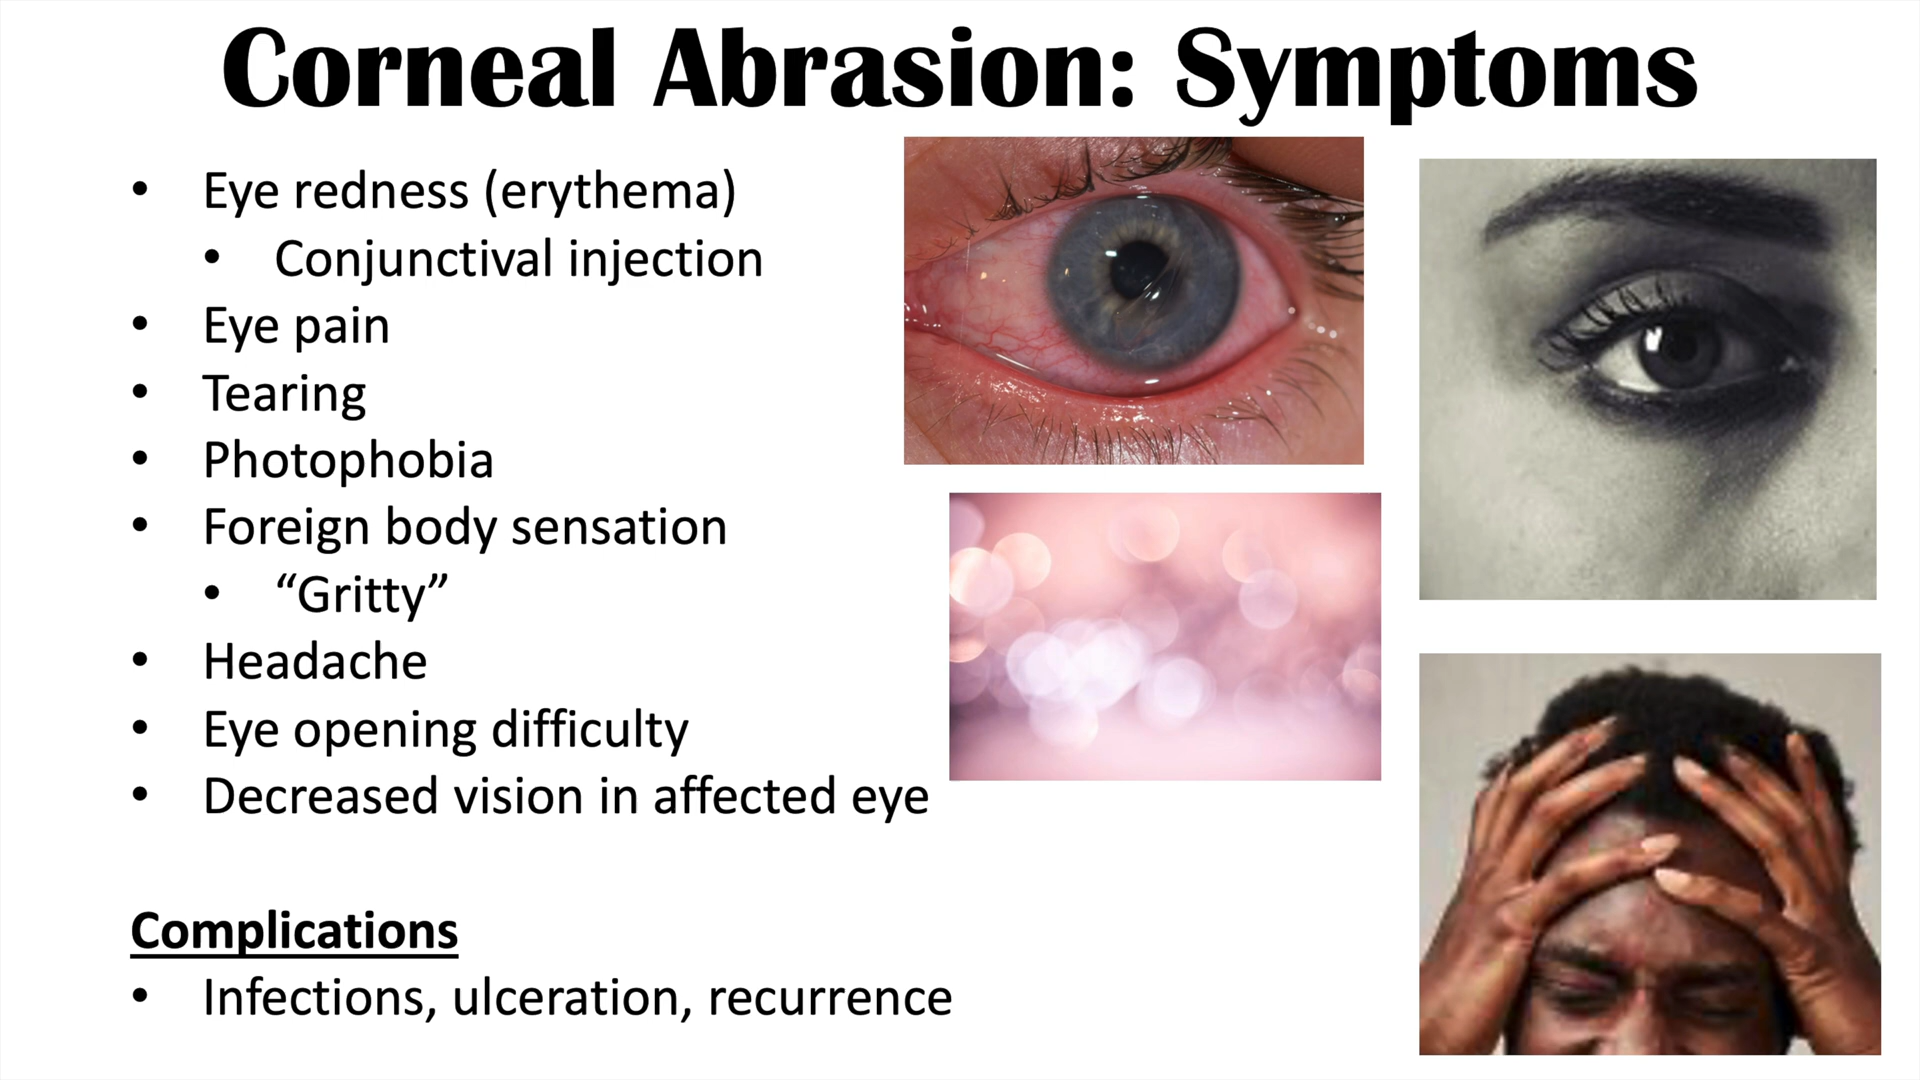 Corneal Abrasion: Symptoms
• Eye redness (erythema)
• Conjunctival injection
• Eye pain
• Tearing
• Photophobia
• Foreign body sensation
• “Gritty”
• Headache
• Eye opening difficulty
• Decreased vision in affected eye
Complications
• Infections, ulceration, recurrence